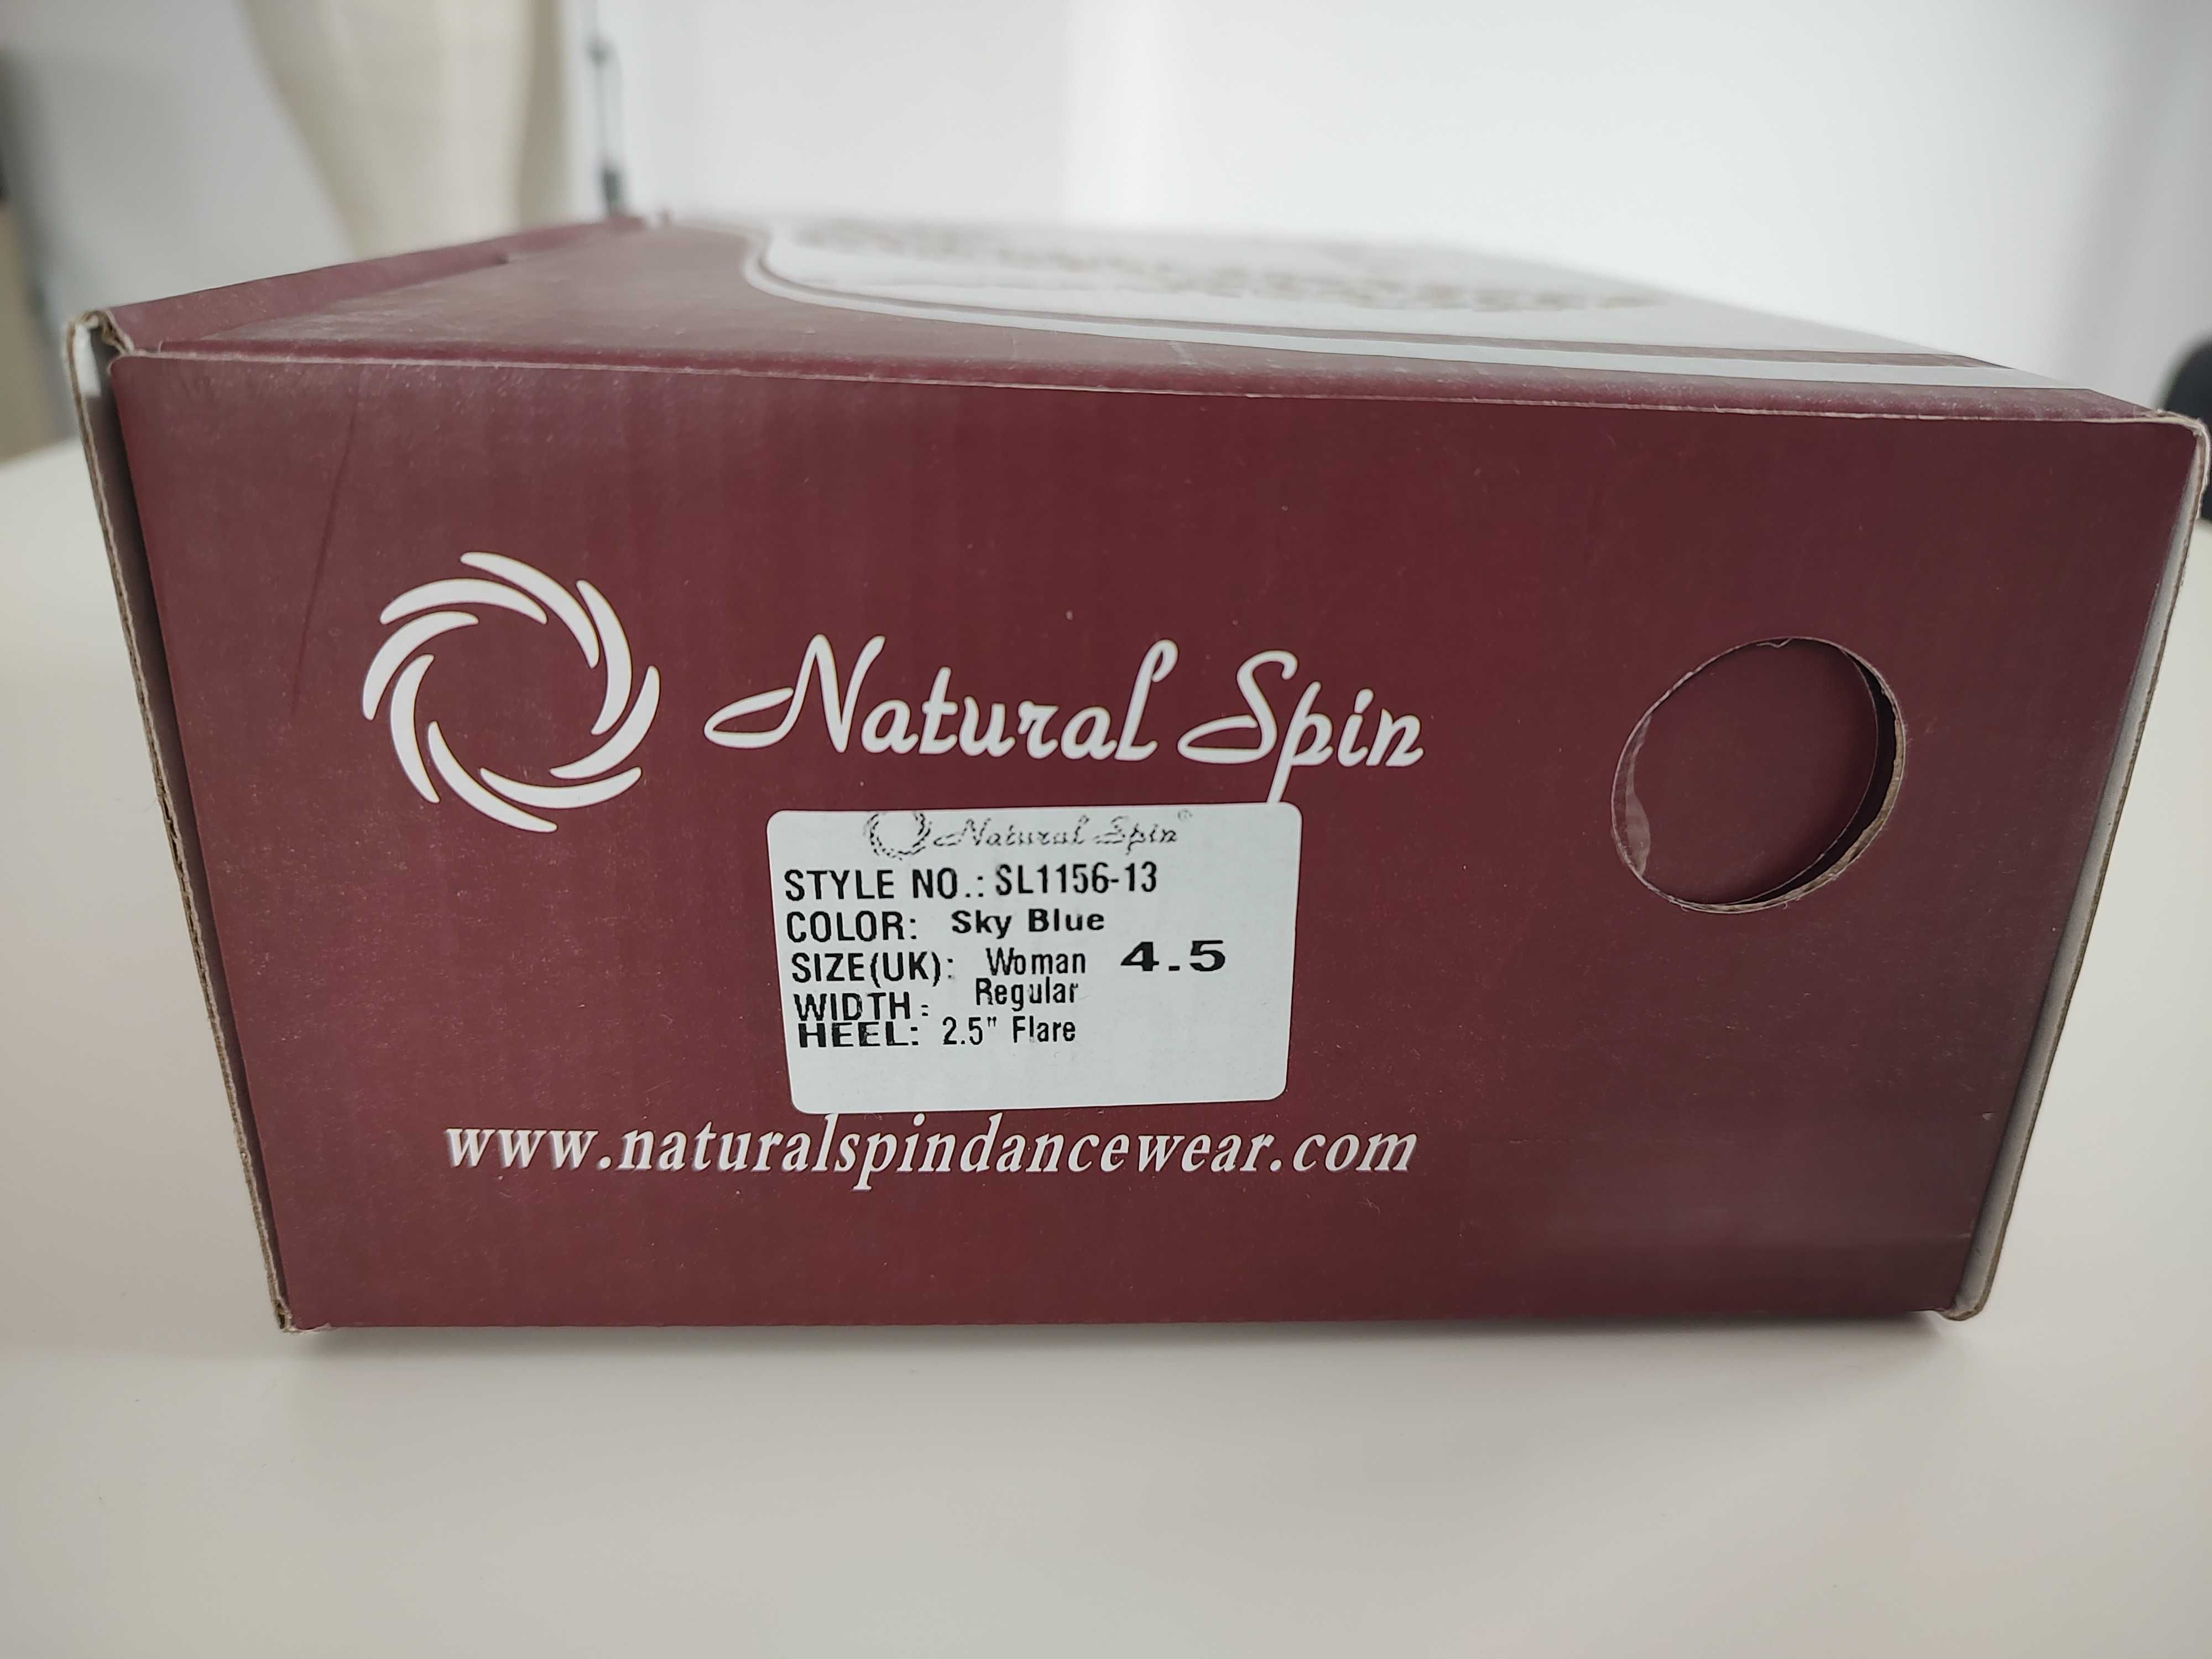 Natural Spin
Natural Spin®
STYLE NO.: SL1156-13
COLOR: Sky Blue
SIZE(UK): Woman 4.5
WIDTH: Regular
HEEL: 2.5" Flare
www.naturalspindancewear.com